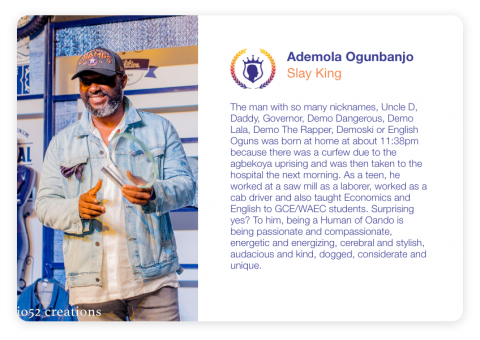 Ademola Ogunbanjo
Slay King
The man with so many nicknames, Uncle D,
Daddy, Governor, Demo Dangerous, Demo
Lala, Demo The Rapper, Demoski or English
Oguns was born at home at about 11:38pm
because there was a curfew due to the
agbekoya uprising and was then taken to the
hospital the next morning. As a teen, he
worked at a saw mill as a laborer, worked as a
cab driver and also taught Economics and
English to GCE/WAEC students. Surprising
yes? To him, being a Human of Oando is
being passionate and compassionate,
energetic and energizing, cerebral and stylish,
audacious and kind, dogged, considerate and
unique.
io52 creations